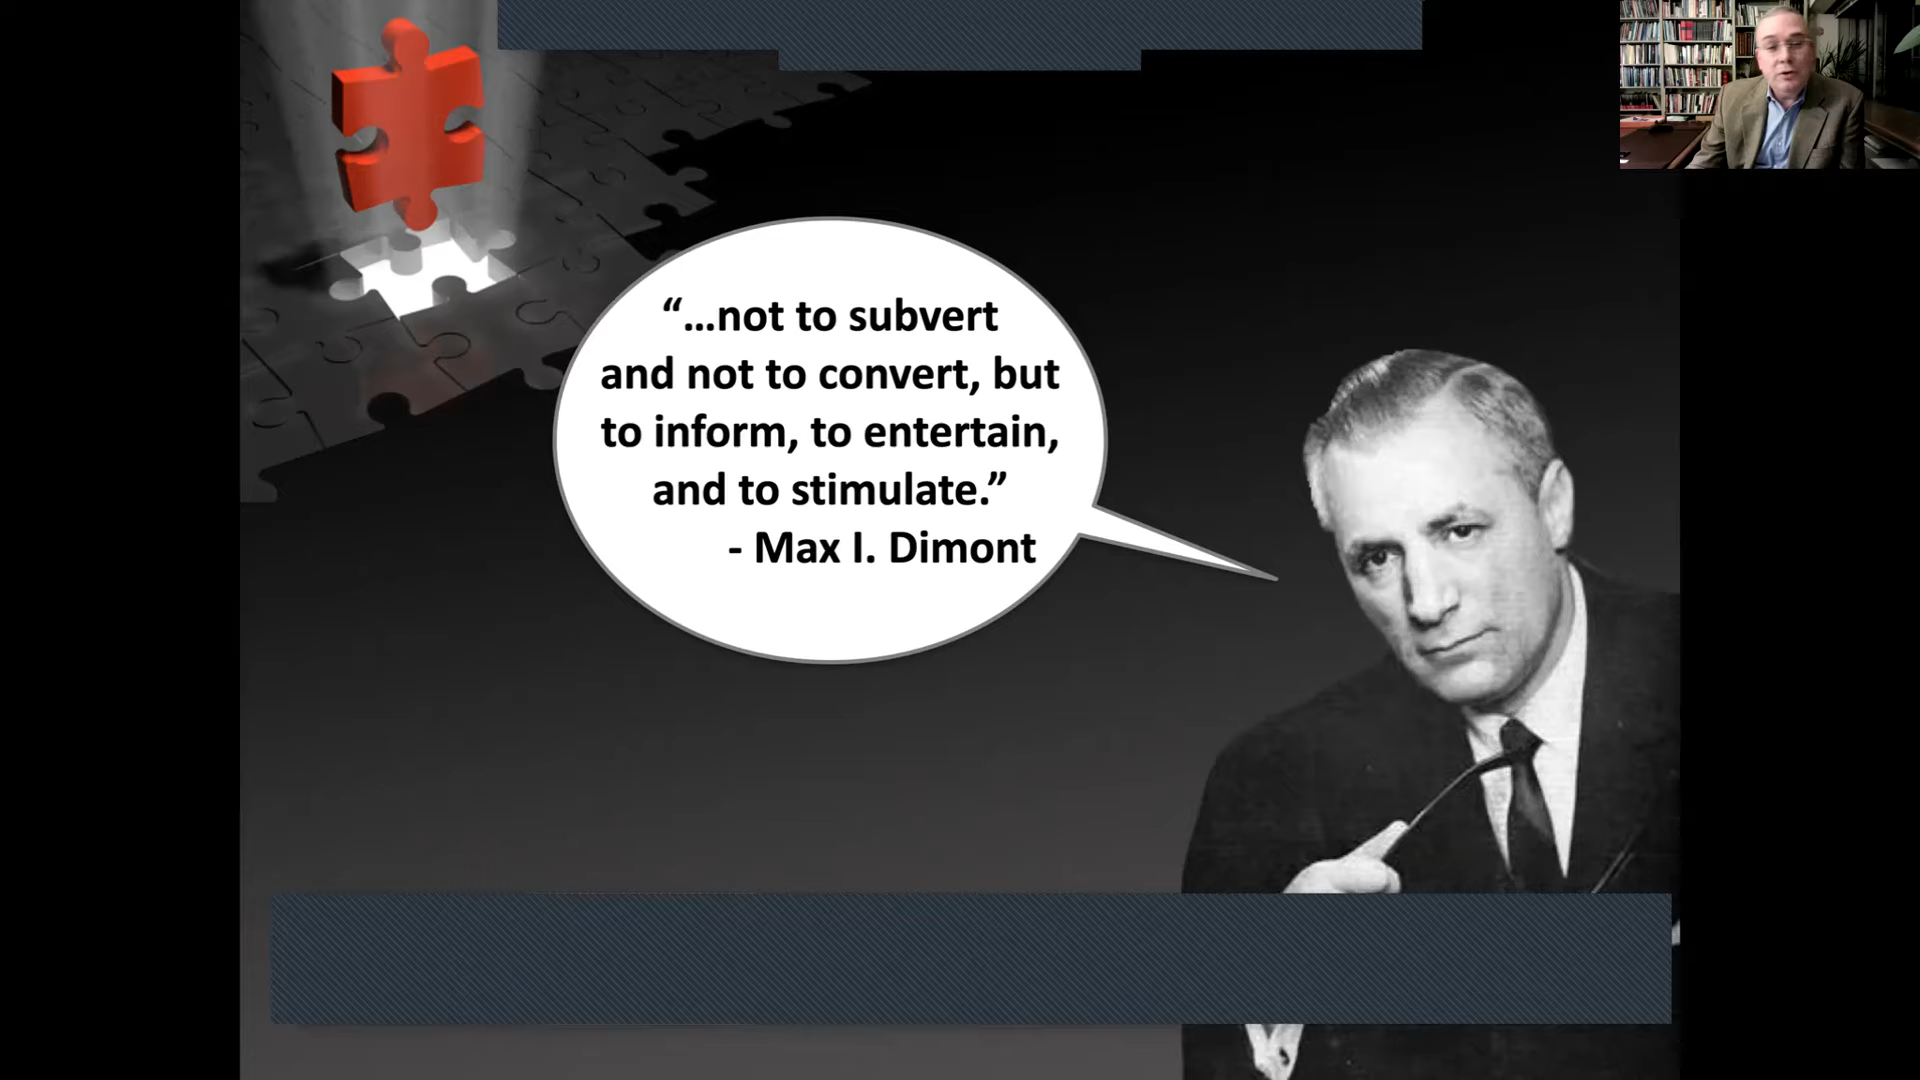 “...not to subvert
and not to convert, but
to inform, to entertain,
and to stimulate.”
- Max I. Dimont